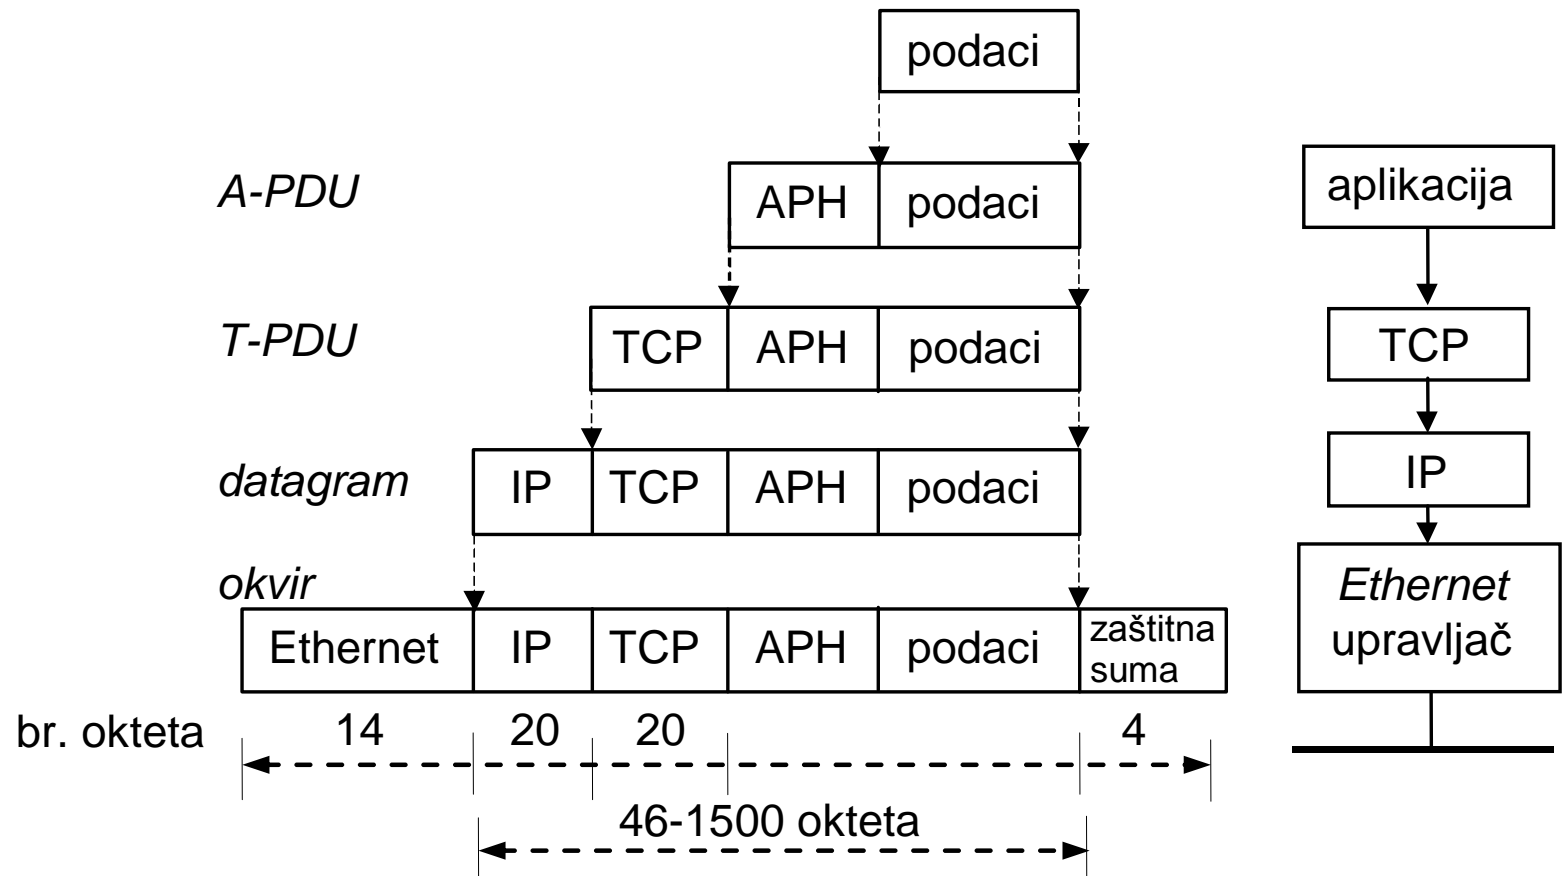 podaci
A-PDU APH podaci aplikacija
T-PDU TCP APH podaci TCP
datagram IP TCP APH podaci IP
okvir Ethernet
Ethernet IP TCP APH podaci zaštitna upravljač
suma
br. okteta 14 20 20 4
46-1500 okteta